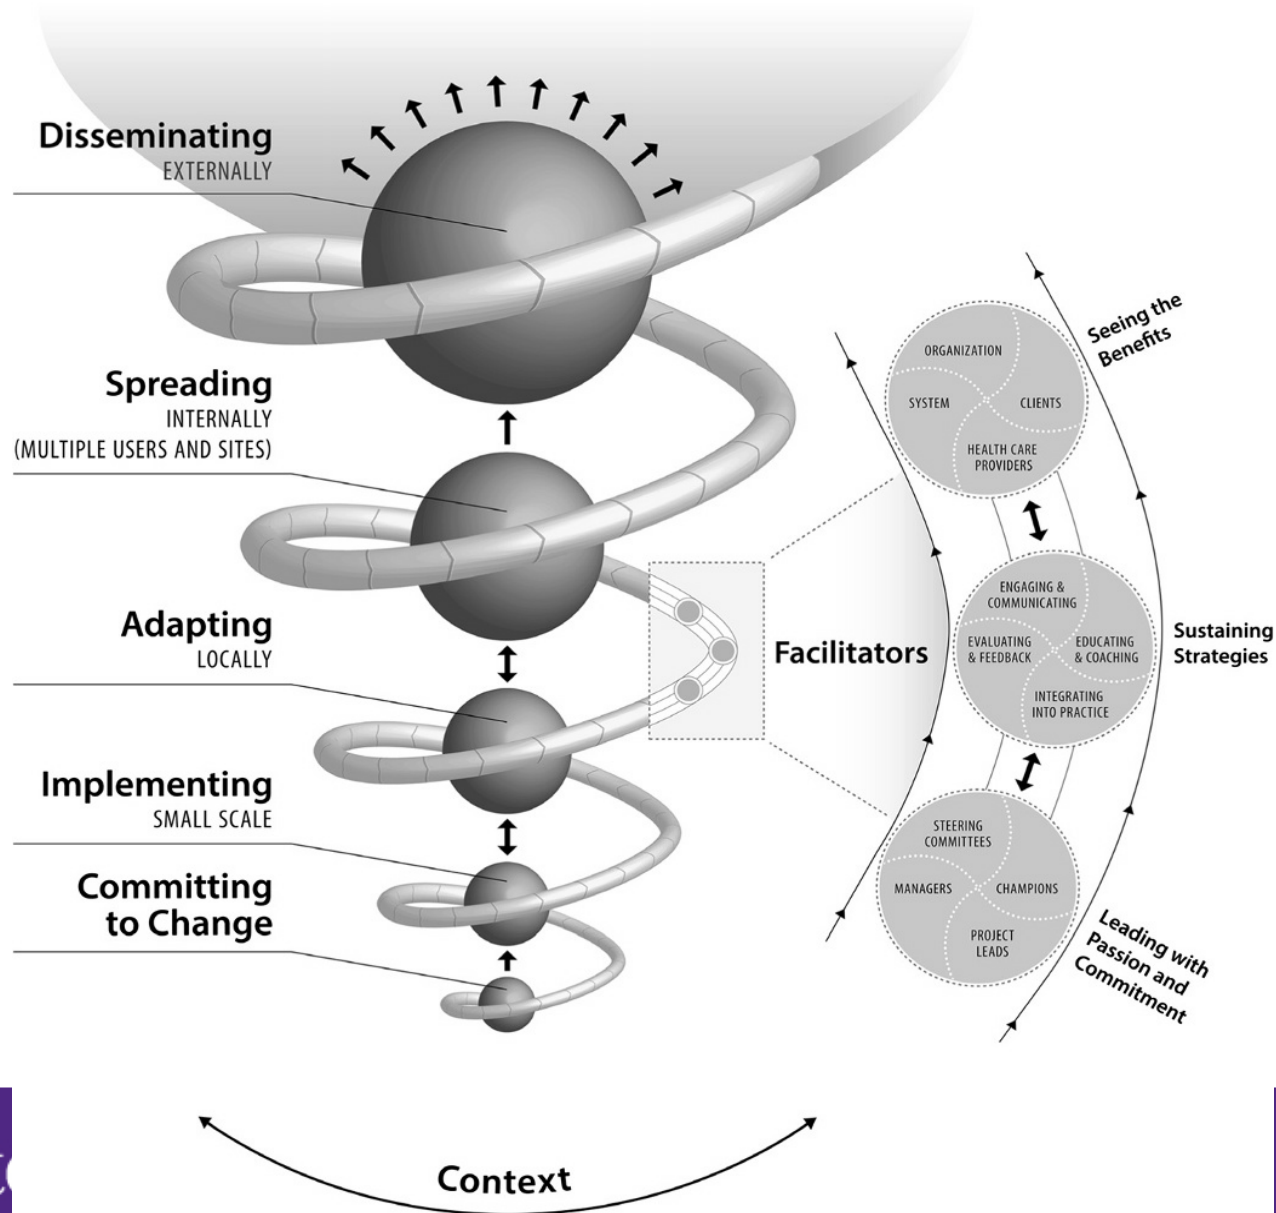 Disseminating
EXTERNALLY
Spreading
INTERNALLY
(MULTIPLE USERS AND SITES)
Adapting
LOCALLY
Implementing
SMALL SCALE
Committing
to Change
Facilitators
ORGANIZATION
SYSTEM
CLIENTS
HEALTH CARE
PROVIDERS
Seeing the
Benefits
ENGAGING &
COMMUNICATING
EVALUATING
& FEEDBACK
EDUCATING
& COACHING
INTEGRATING
INTO PRACTICE
Sustaining
Strategies
STEERING
COMMITTEES
MANAGERS
CHAMPIONS
PROJECT
LEADS
Leading with
Passion and
Commitment
Context